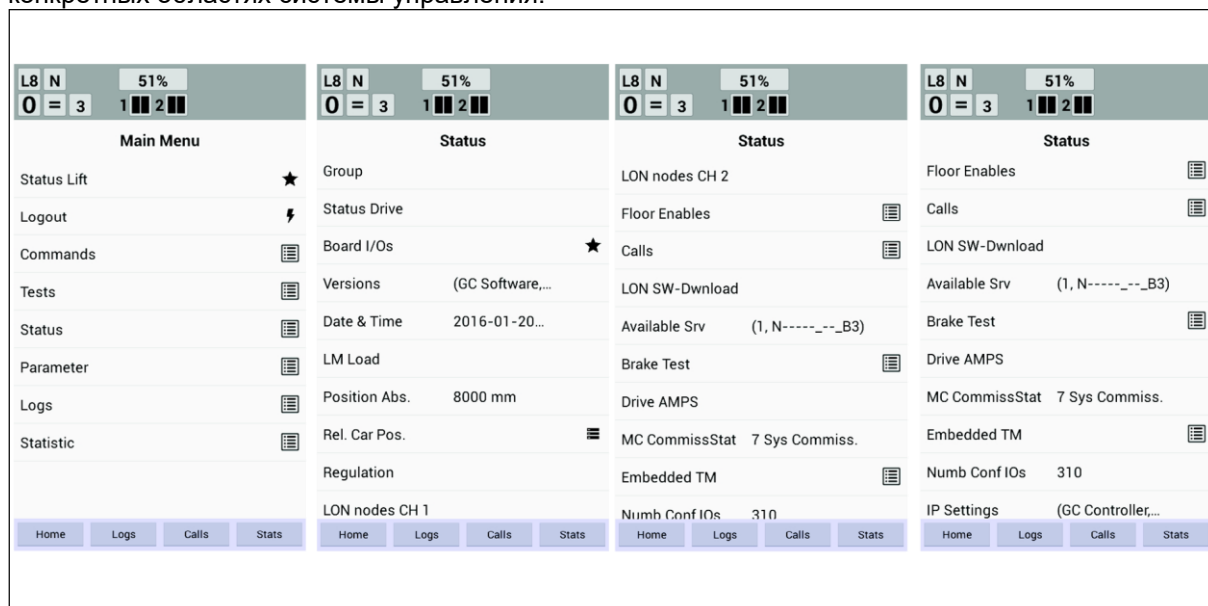 конкретных областях системы управления.
L8 N 51%
0 = 3 1 2
Main Menu
Status Lift
Logout
Commands
Tests
Status
Parameter
Logs
Statistic
Home Logs Calls Stats
L8 N 51%
0 = 3 1 2
Status
Group
Status Drive
Board I/Os
Versions (GC Software,...
Date & Time 2016-01-20...
LM Load
Position Abs. 8000 mm
Rel. Car Pos.
Regulation
LON nodes CH 1
Home Logs Calls Stats
L8 N 51%
0 = 3 1 2
Status
LON nodes CH 2
Floor Enables
Calls
LON SW-Dwnload
Available Srv (1, N-----_--_B3)
Brake Test
Drive AMPS
MC CommissStat 7 Sys Commiss.
Embedded TM
Numb Conf IOs 310
Home Logs Calls Stats
L8 N 51%
0 = 3 1 2
Status
Floor Enables
Calls
LON SW-Dwnload
Available Srv (1, N-----_--_B3)
Brake Test
Drive AMPS
MC CommissStat 7 Sys Commiss.
Embedded TM
Numb Conf IOs 310
IP Settings (GC Controller,...
Home Logs Calls Stats